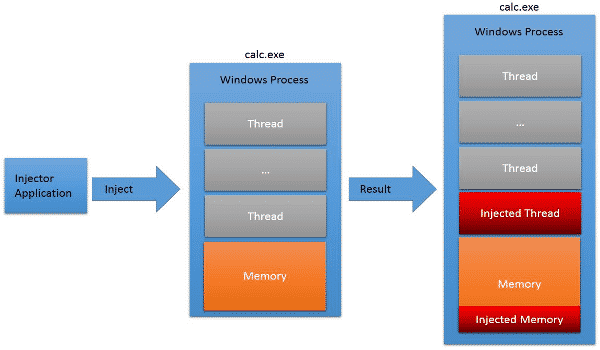 calc.exe
Windows Process
Thread
...
Thread
Memory
Injector
Application
Inject
Result
calc.exe
Windows Process
Thread
...
Thread
Injected Thread
Memory
Injected Memory